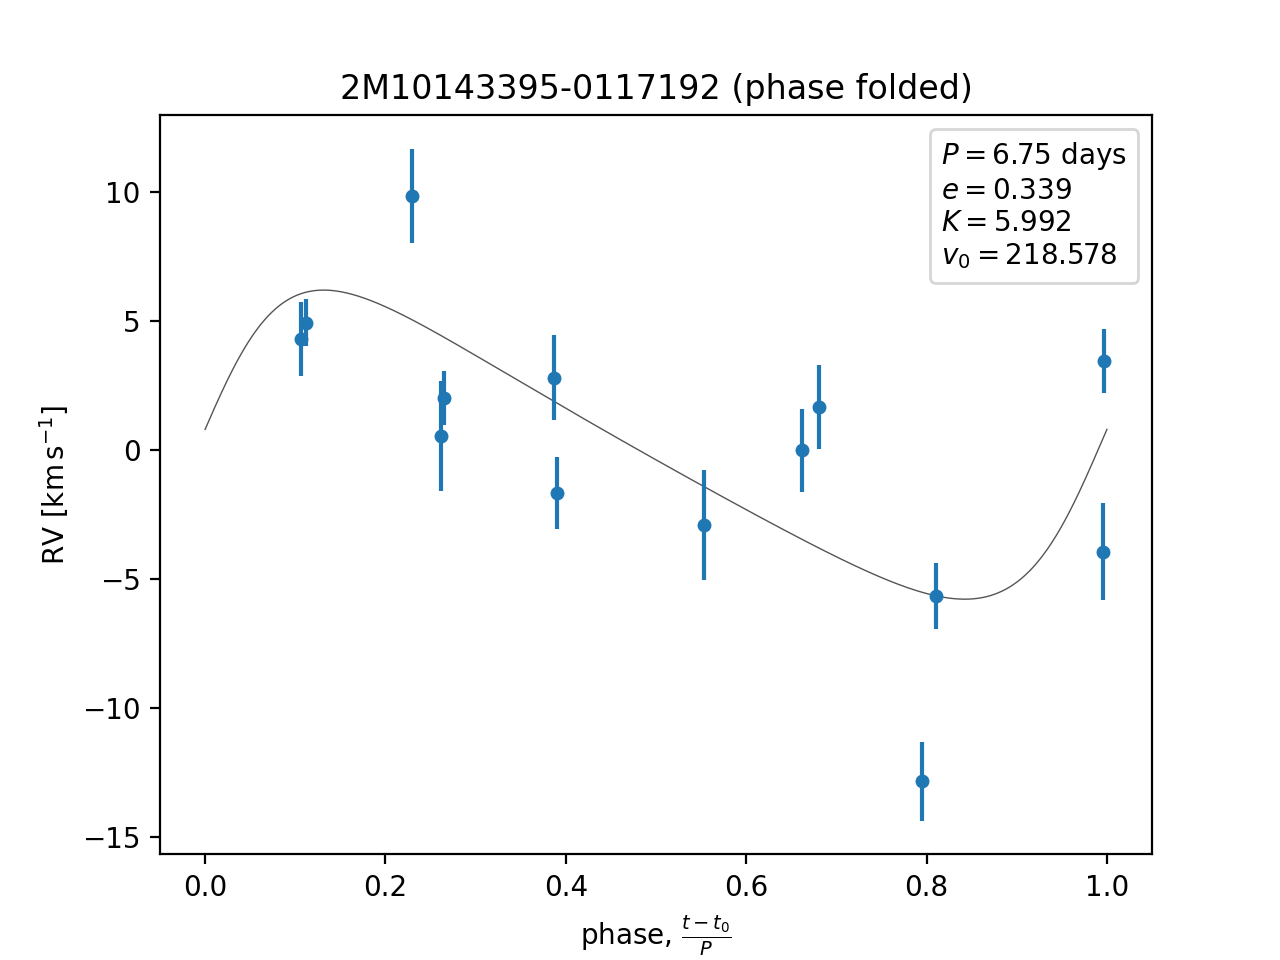 2M10143395-0117192 (phase folded)
P = 6.75 days
e = 0.339
K = 5.992
v₀ = 218.578
10
5
0
−5
−10
−15
RV [km s⁻¹]
0.0 0.2 0.4 0.6 0.8 1.0
phase, (t − t₀)/P